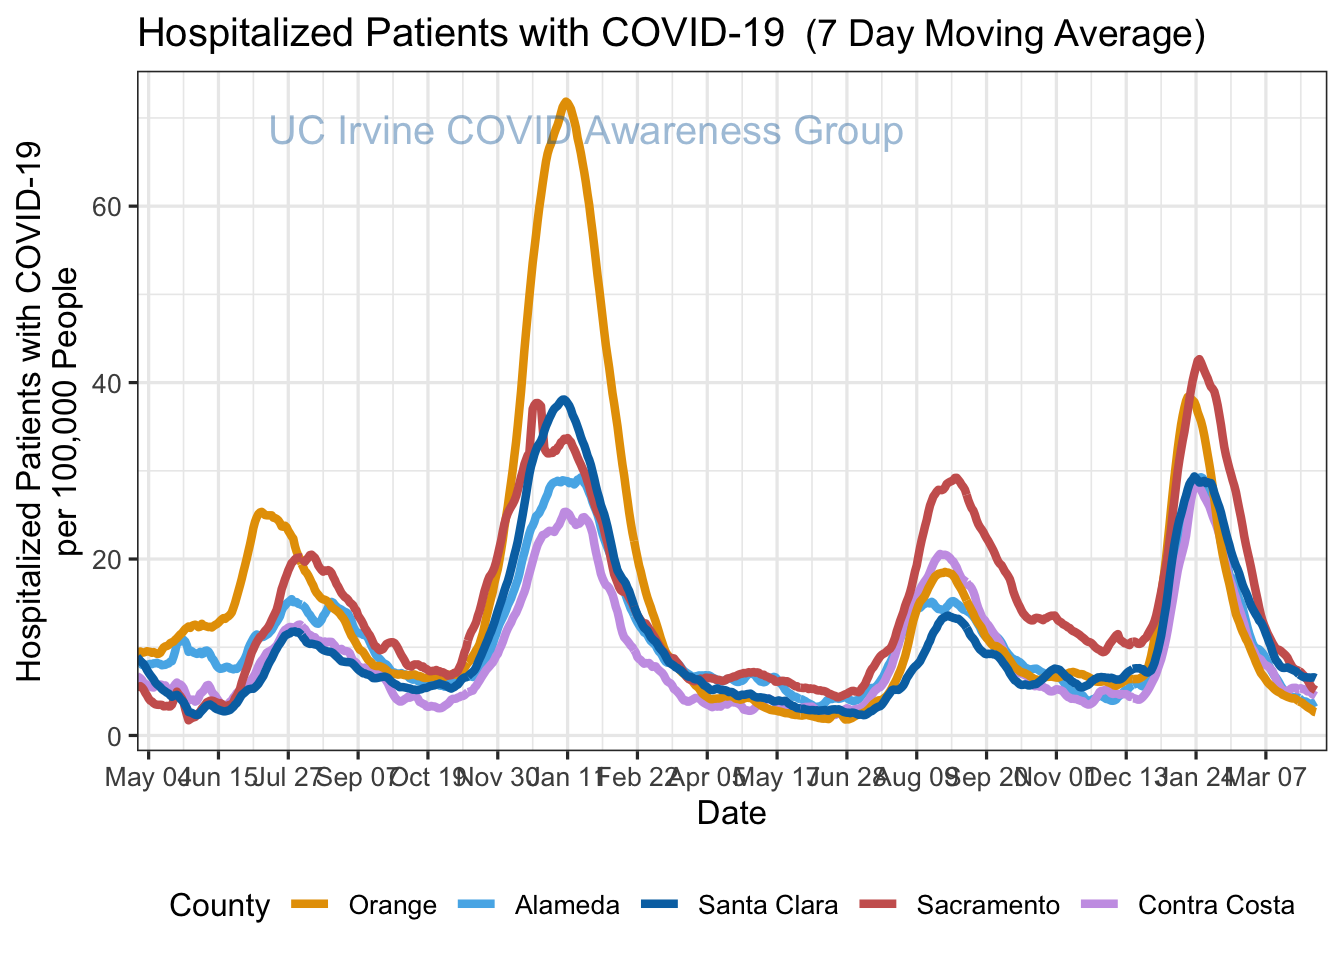 Hospitalized Patients with COVID-19 (7 Day Moving Average)
UC Irvine COVID Awareness Group
Hospitalized Patients with COVID-19
per 100,000 People
60
40
20
0
May 04 Jun 15 Jul 27 Sep 07 Oct 19 Nov 30 Jan 11 Feb 22 Apr 05 May 17 Jun 28 Aug 09 Sep 20 Nov 01 Dec 13 Jan 24 Mar 07
Date
County Orange Alameda Santa Clara Sacramento Contra Costa